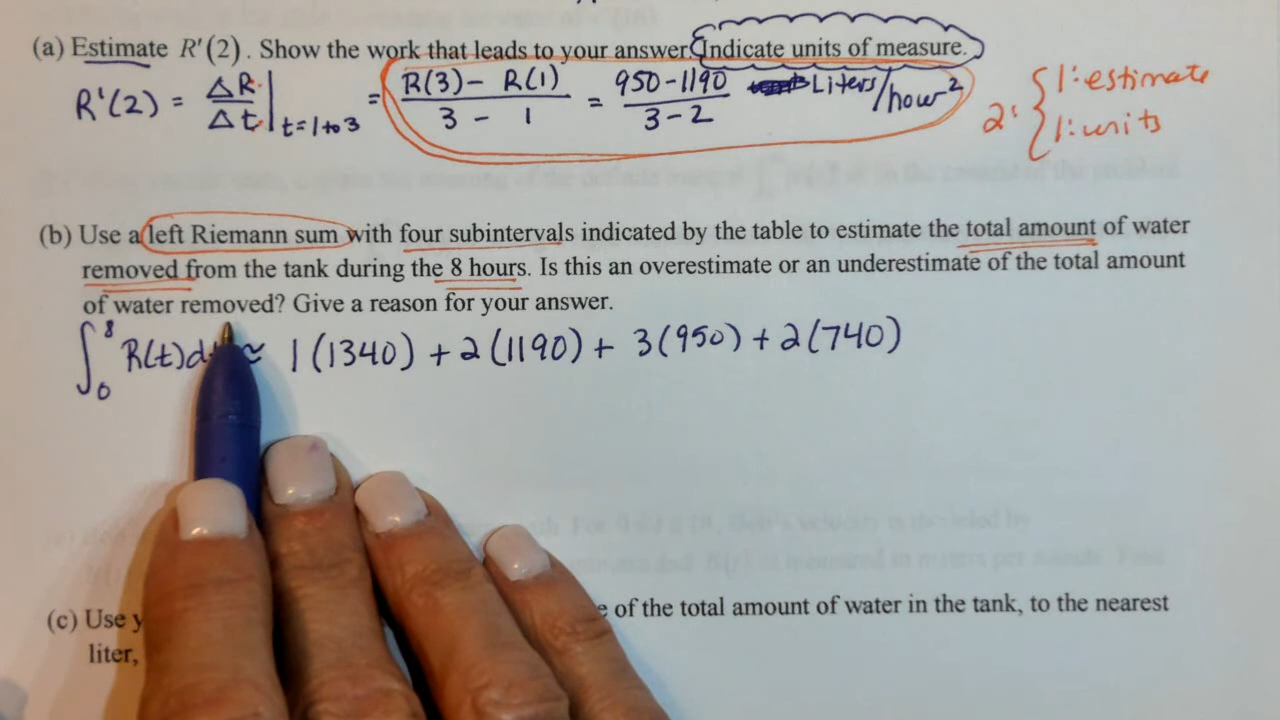 (a) Estimate R'(2). Show the work that leads to your answer. Indicate units of measure.
R'(2) = ΔR/Δt |t=1 to 3 = (R(3) - R(1))/(3 - 1) = (950-1190)/(3-2) Liters/hour²
2: { 1: estimate
1: units
(b) Use a left Riemann sum with four subintervals indicated by the table to estimate the total amount of water
removed from the tank during the 8 hours. Is this an overestimate or an underestimate of the total amount
of water removed? Give a reason for your answer.
∫₀⁸ R(t)dt ≈ 1(1340) + 2(1190) + 3(950) + 2(740)
(c) Use
of the total amount of water in the tank, to the nearest
liter,